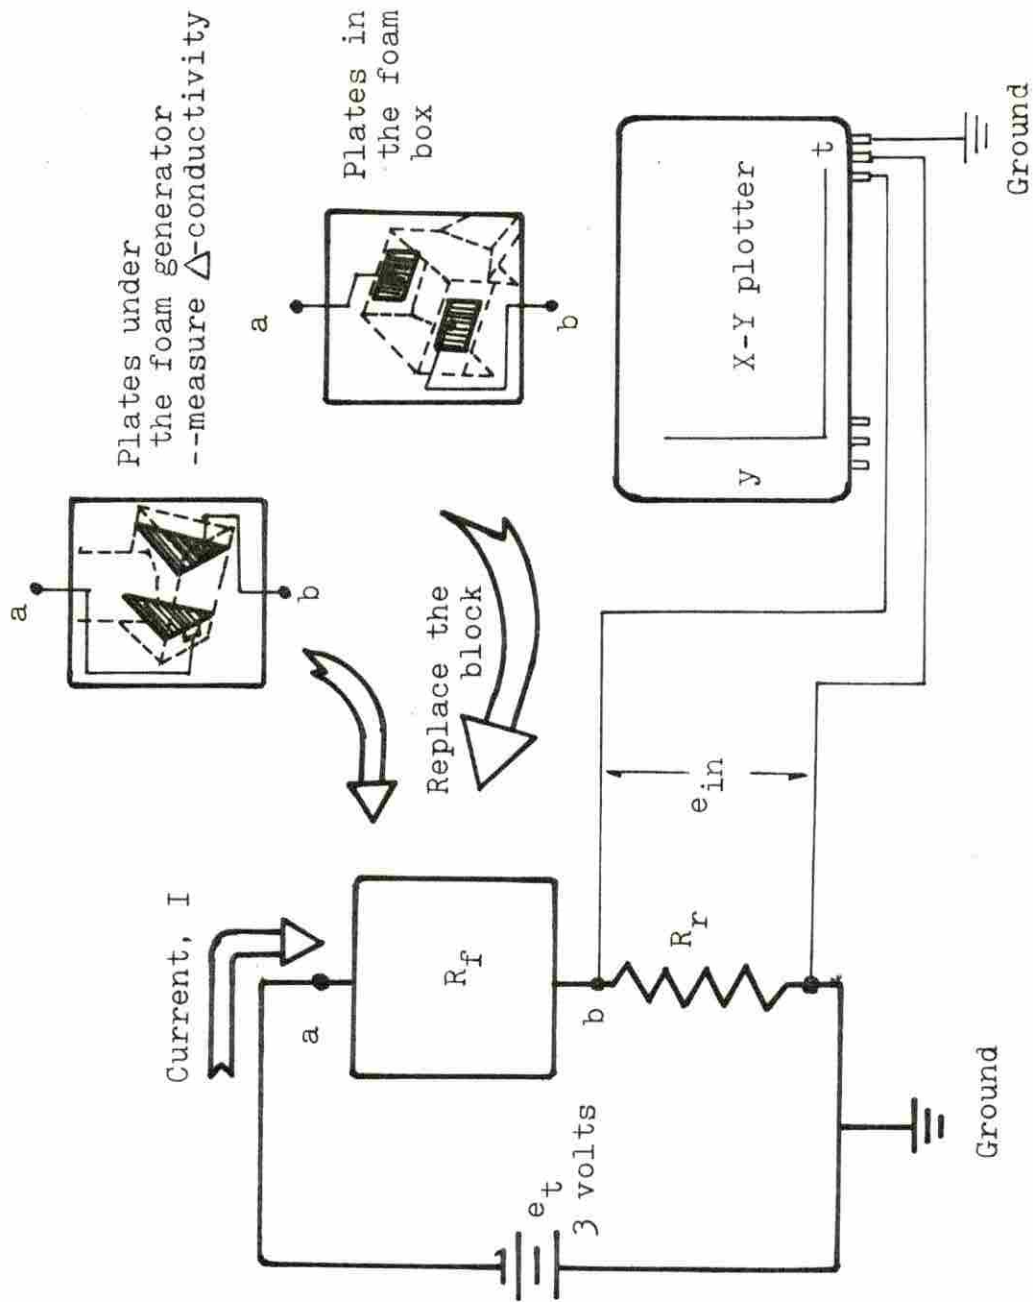 Plates under
the foam generator
--measure Δ-conductivity
a
b
Plates in
the foam
box
a
b
Replace the
block
Current, I
a
R_f
b
R_r
e_in
e_t
3 volts
Ground
X-Y plotter
y
t
Ground